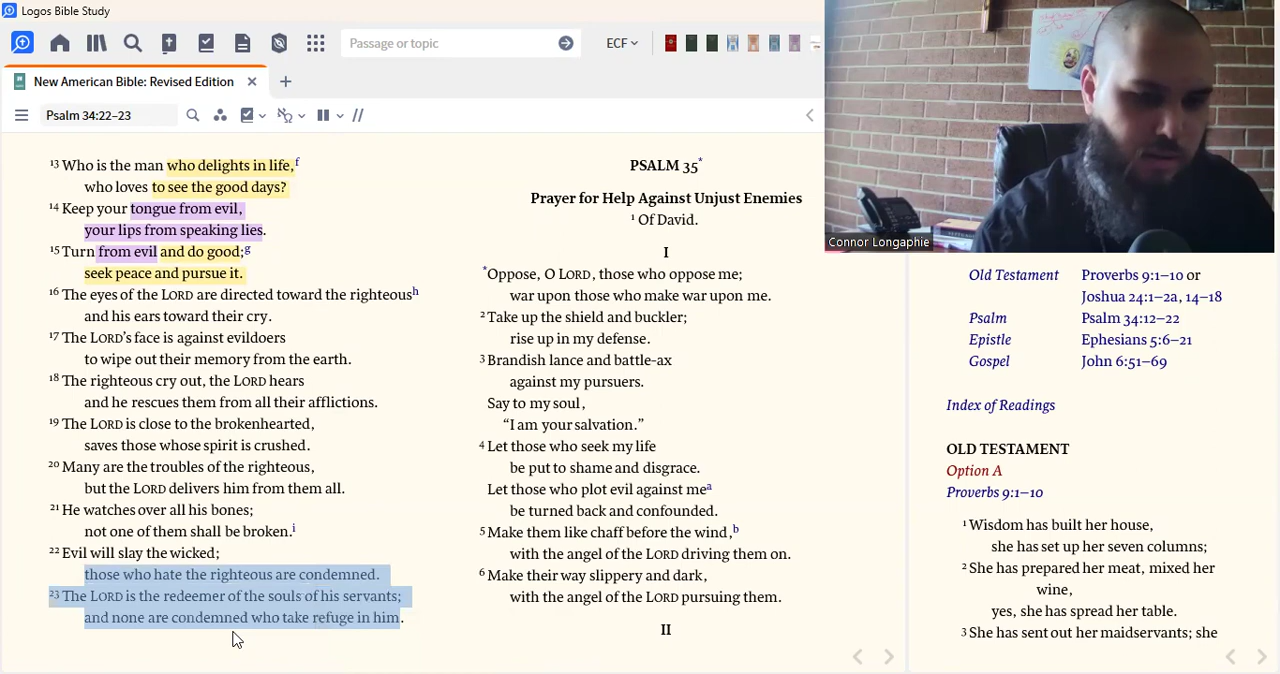 Logos Bible Study
Passage or topic
ECF
New American Bible: Revised Edition
Psalm 34:22–23
13 Who is the man who delights in life,f
who loves to see the good days?
14 Keep your tongue from evil,
your lips from speaking lies.
15 Turn from evil and do good;g
seek peace and pursue it.
16 The eyes of the LORD are directed toward the righteoush
and his ears toward their cry.
17 The LORD's face is against evildoers
to wipe out their memory from the earth.
18 The righteous cry out, the LORD hears
and he rescues them from all their afflictions.
19 The LORD is close to the brokenhearted,
saves those whose spirit is crushed.
20 Many are the troubles of the righteous,
but the LORD delivers him from them all.
21 He watches over all his bones;
not one of them shall be broken.i
22 Evil will slay the wicked;
those who hate the righteous are condemned.
23 The LORD is the redeemer of the souls of his servants;
and none are condemned who take refuge in him.
PSALM 35*
Prayer for Help Against Unjust Enemies
1 Of David.
I
*Oppose, O LORD, those who oppose me;
war upon those who make war upon me.
2 Take up the shield and buckler;
rise up in my defense.
3 Brandish lance and battle-ax
against my pursuers.
Say to my soul,
“I am your salvation.”
4 Let those who seek my life
be put to shame and disgrace.
Let those who plot evil against mea
be turned back and confounded.
5 Make them like chaff before the wind,b
with the angel of the LORD driving them on.
6 Make their way slippery and dark,
with the angel of the LORD pursuing them.
II
Connor Longaphie
Old Testament Proverbs 9:1–10 or
Joshua 24:1–2a, 14–18
Psalm Psalm 34:12–22
Epistle Ephesians 5:6–21
Gospel John 6:51–69
Index of Readings
OLD TESTAMENT
Option A
Proverbs 9:1–10
1 Wisdom has built her house,
she has set up her seven columns;
2 She has prepared her meat, mixed her
wine,
yes, she has spread her table.
3 She has sent out her maidservants; she